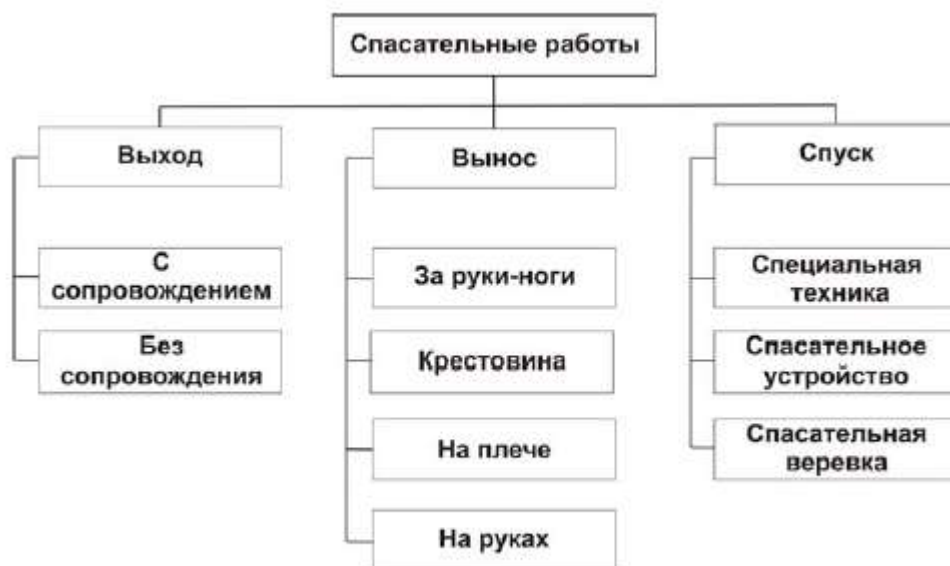 Спасательные работы
Выход
С
сопровождением
Без
сопровождения
Вынос
За руки-ноги
Крестовина
На плече
На руках
Спуск
Специальная
техника
Спасательное
устройство
Спасательная
веревка